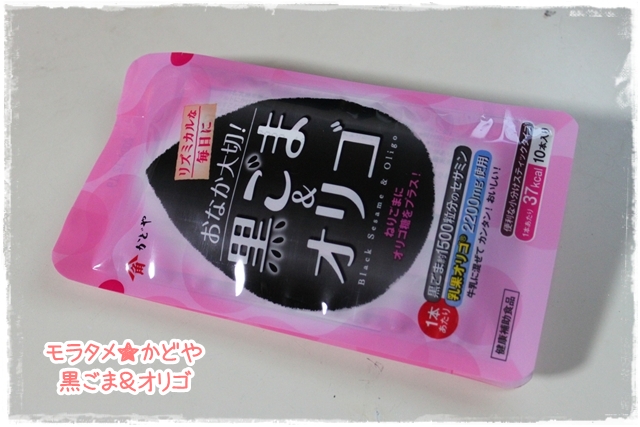 リズミカルな
毎日に
おなか大切!
黒ごま
&
オリゴ
Black Sesame & Oligo
ねりごまに
オリゴ糖をプラス!
かどや
1本
あたり
黒ごま約1500粒分のセサミン
乳果オリゴ® 2200mg使用
牛乳に混ぜて カンタン! おいしい!
便利な小分けスティックタイプ
1本あたり 37kcal 10本入り
健康補助食品
モラタメ★かどや
黒ごま&オリゴ